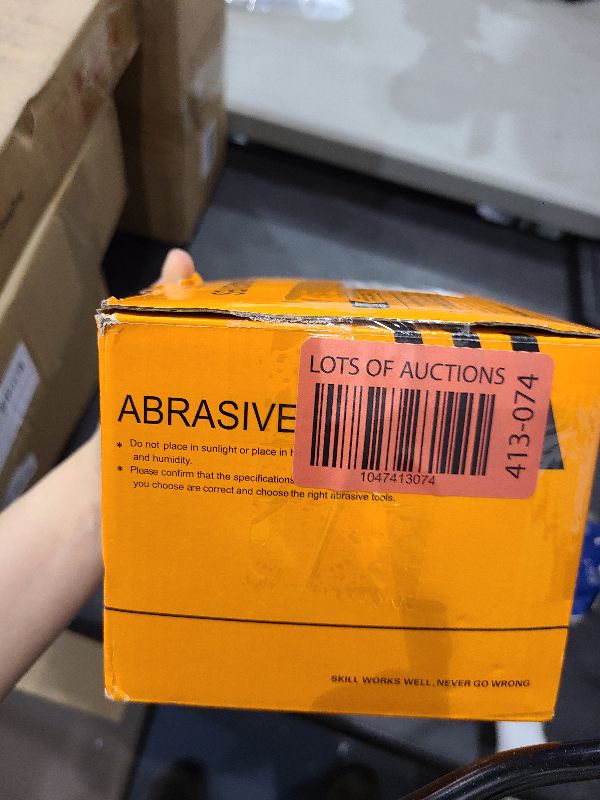 LOTS OF AUCTIONS
1047413074
413-074
ABRASIVE
* Do not place in sunlight or place in
and humidity.
* Please confirm that the specifications
you choose are correct and choose the right abrasive tools.
SKILL WORKS WELL, NEVER GO WRONG